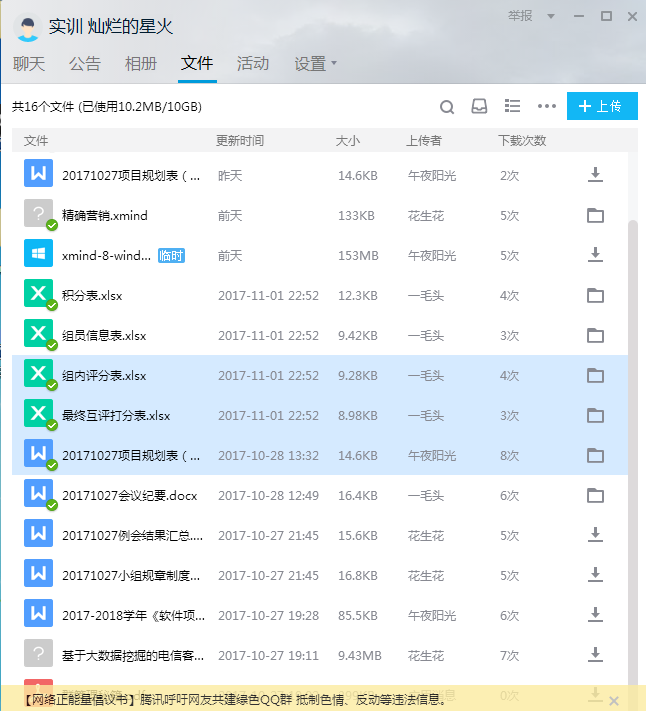 实训 灿烂的星火
举报
聊天 公告 相册 文件 活动 设置
共16个文件 (已使用10.2MB/10GB)
上传
文件 更新时间 大小 上传者 下载次数
20171027项目规划表（... 昨天 14.6KB 午夜阳光 2次
精确营销.xmind 前天 133KB 花生花 5次
xmind-8-wind... 临时 前天 153MB 午夜阳光 5次
积分表.xlsx 2017-11-01 22:52 12.3KB 一毛头 4次
组员信息表.xlsx 2017-11-01 22:52 9.42KB 一毛头 3次
组内评分表.xlsx 2017-11-01 22:52 9.28KB 一毛头 4次
最终互评打分表.xlsx 2017-11-01 22:52 8.98KB 一毛头 3次
20171027项目规划表（... 2017-10-28 13:32 14.6KB 午夜阳光 8次
20171027会议纪要.docx 2017-10-28 12:49 16.4KB 一毛头 6次
20171027例会结果汇总.... 2017-10-27 21:45 15.6KB 花生花 5次
20171027小组规章制度... 2017-10-27 21:45 16.8KB 花生花 5次
2017-2018学年《软件项... 2017-10-27 19:28 85.5KB 午夜阳光 6次
基于大数据挖掘的电信客... 2017-10-27 19:11 9.43MB 花生花 7次
0次
【网络正能量倡议书】腾讯呼吁网友共建绿色QQ群 抵制色情、反动等违法信息。